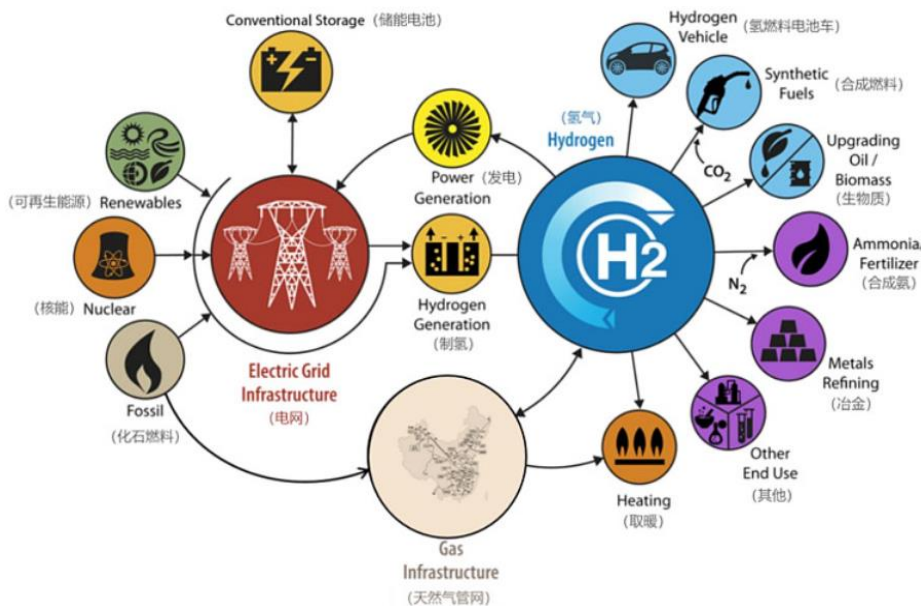 Conventional Storage (储能电池)
Hydrogen
Vehicle (氢燃料电池车)
Synthetic
Fuels (合成燃料)
CO2
Upgrading Oil /
Biomass
(生物质)
(氢气)
Hydrogen
H2
Power (发电)
Generation
(可再生能源) Renewables
(核能) Nuclear
Fossil
(化石燃料)
Electric Grid
Infrastructure
(电网)
Hydrogen
Generation
(制氢)
N2
Ammonia/
Fertilizer
(合成氨)
Metals
Refining
(冶金)
Other
End Use
(其他)
Heating
(取暖)
Gas
Infrastructure
(天然气管网)